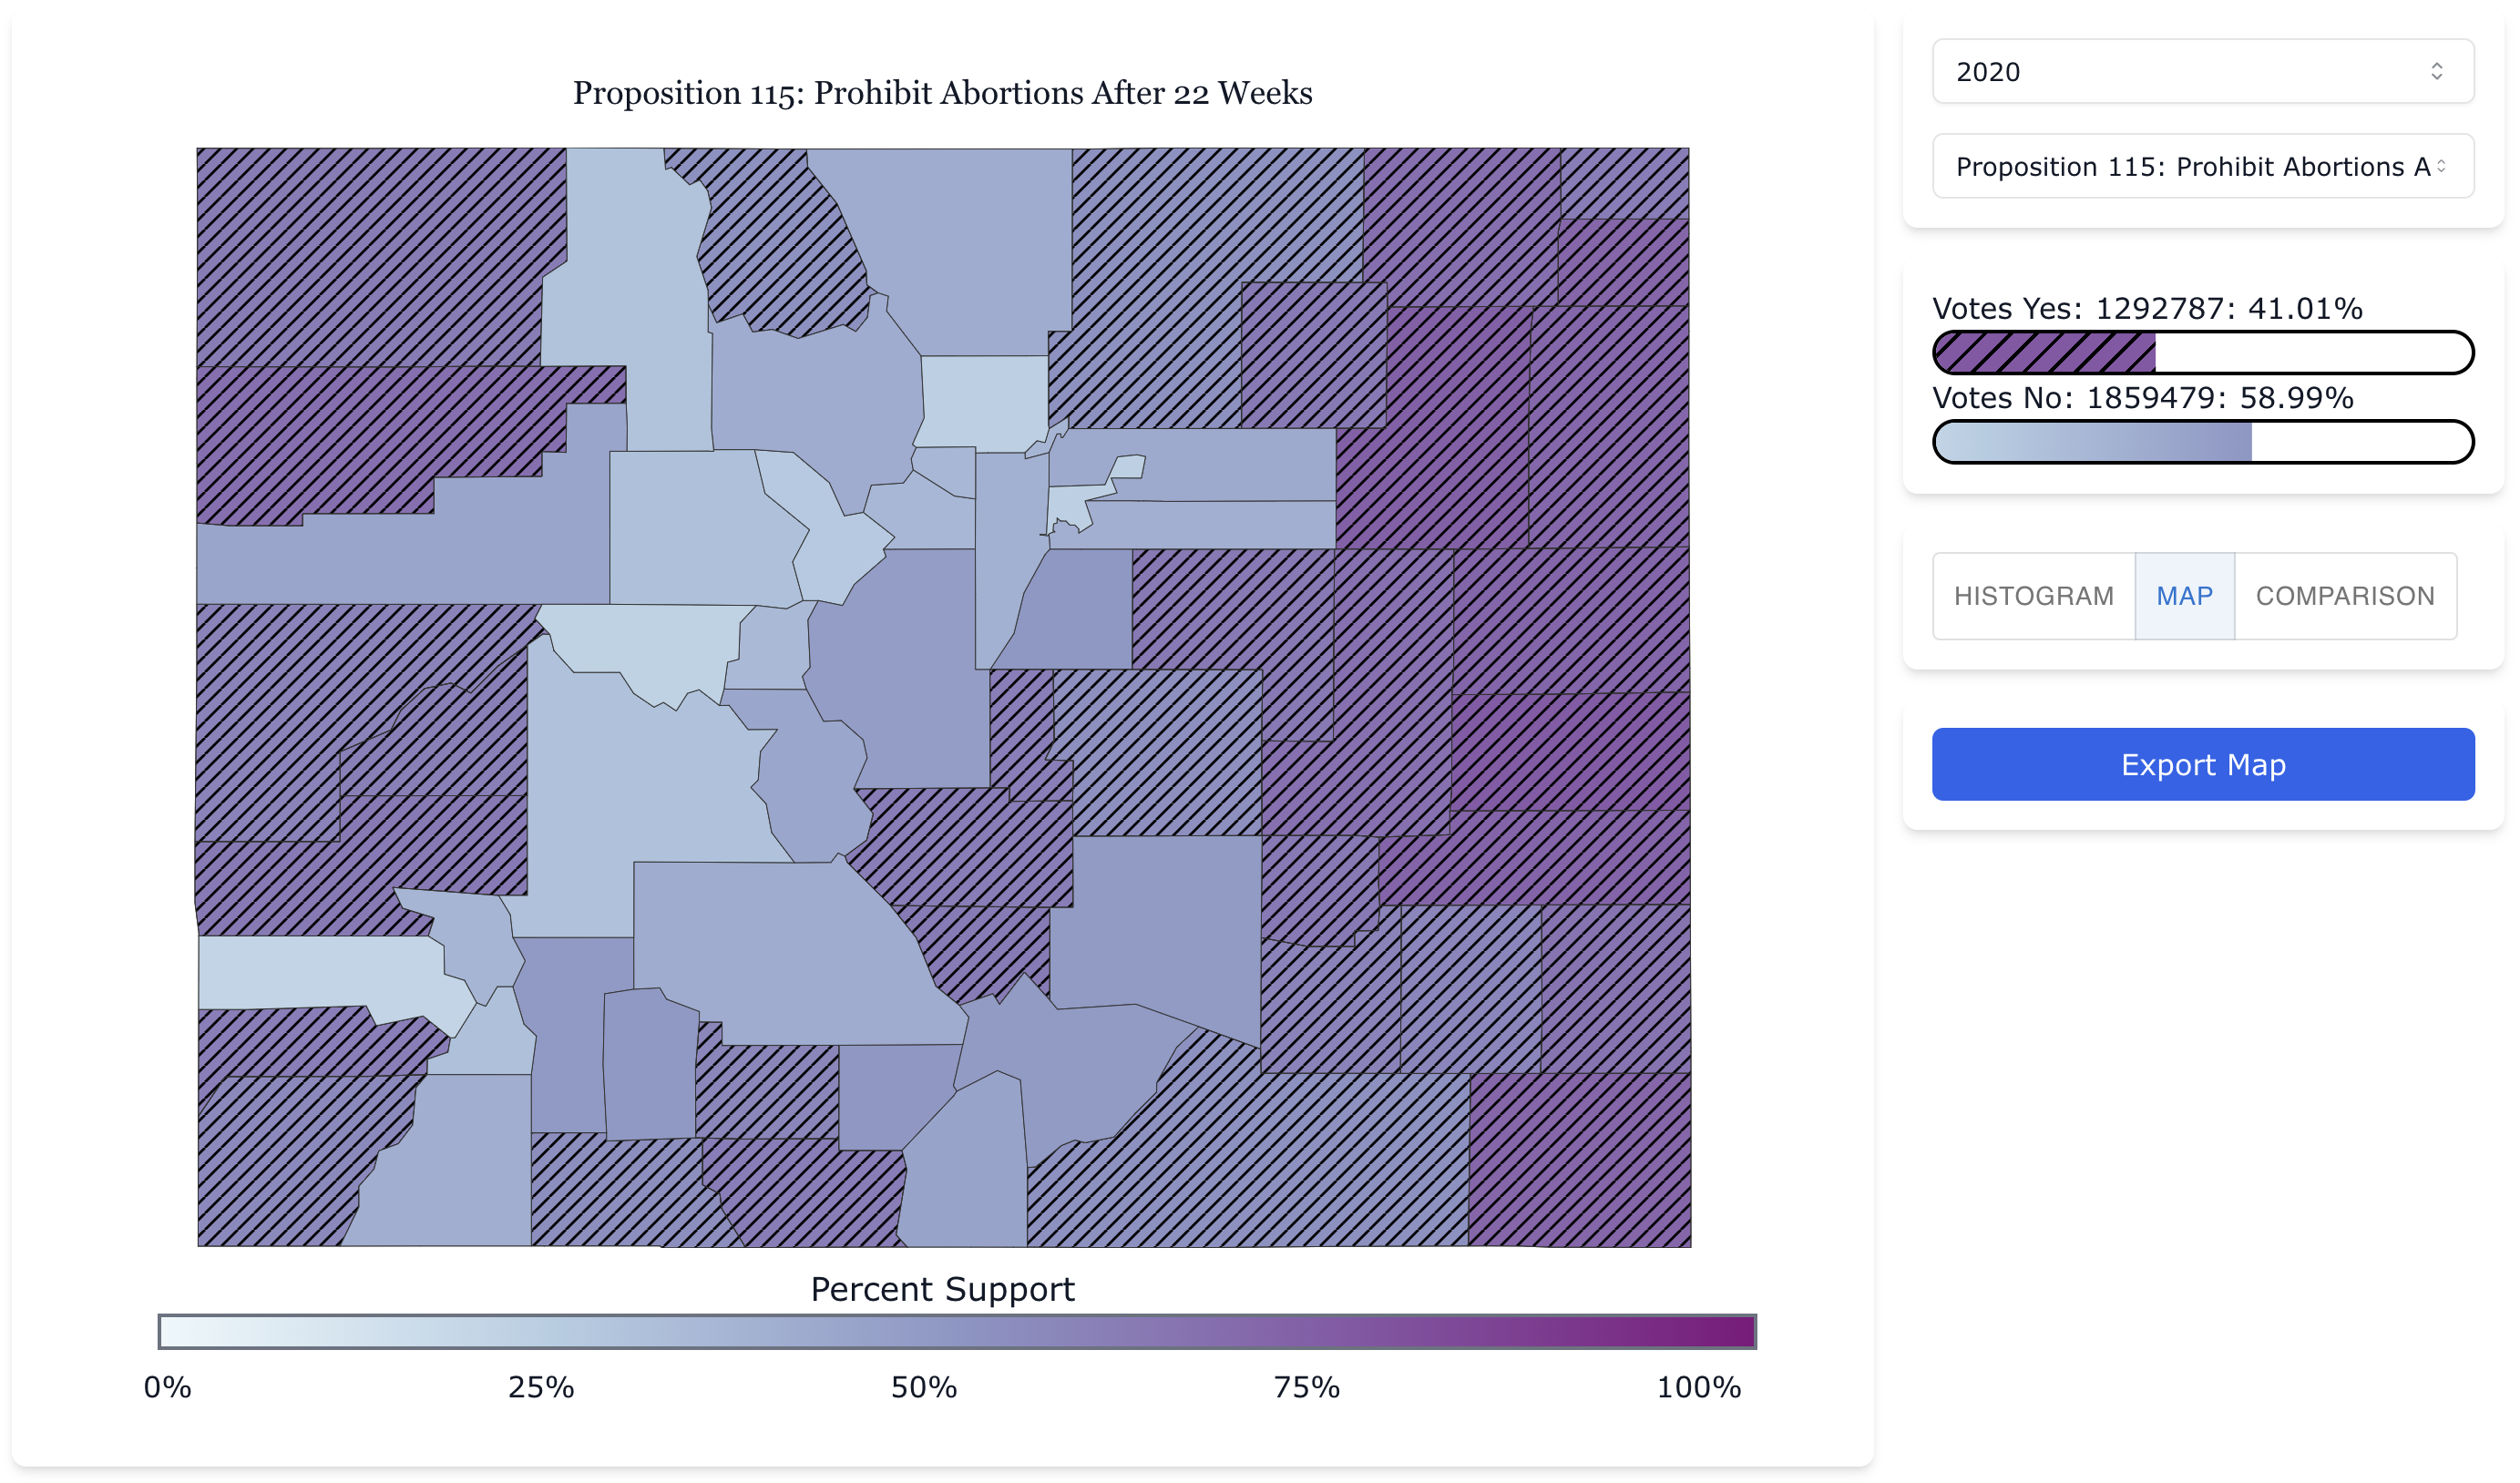 Proposition 115: Prohibit Abortions After 22 Weeks
Percent Support
0% 25% 50% 75% 100%
2020
Proposition 115: Prohibit Abortions A
Votes Yes: 1292787: 41.01%
Votes No: 1859479: 58.99%
HISTOGRAM MAP COMPARISON
Export Map